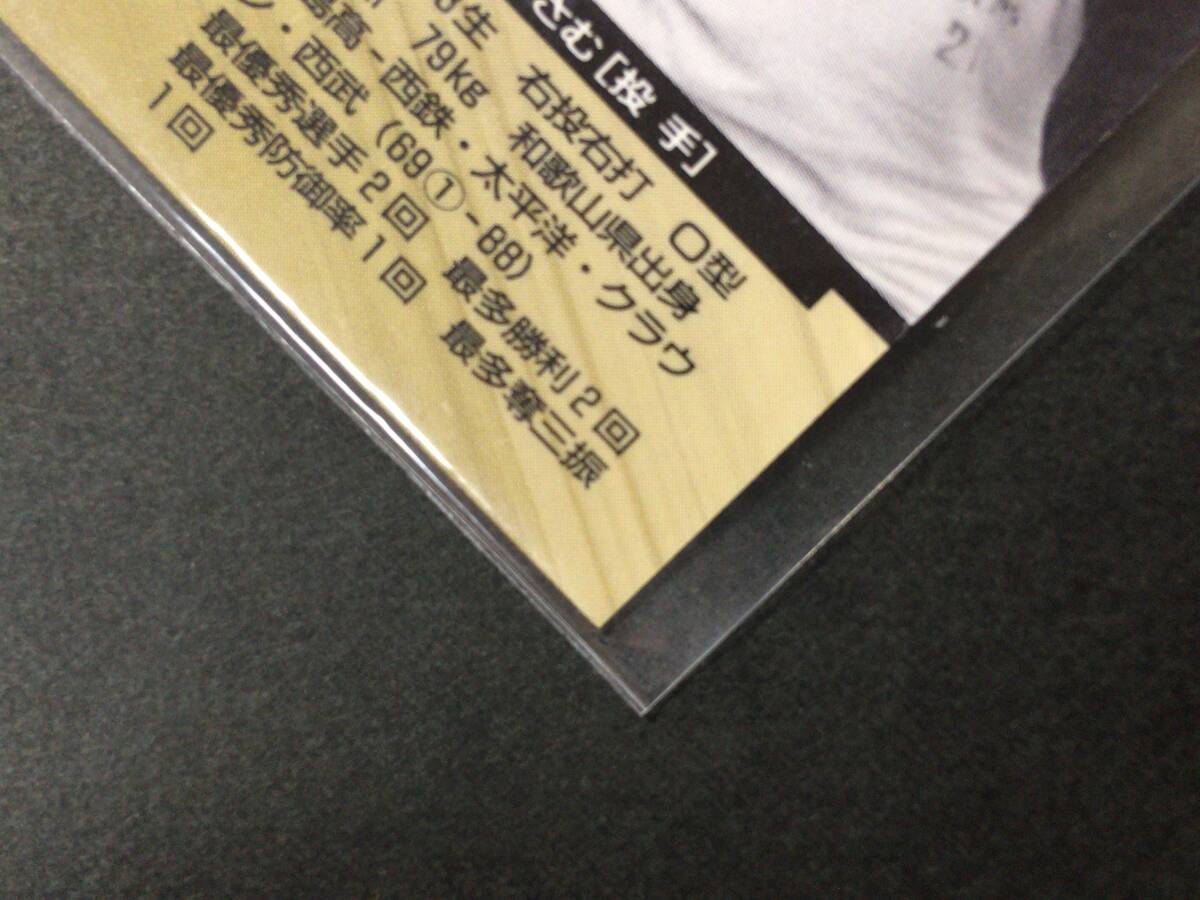 さむ[投 手]
生 右投右打 O型
79kg 和歌山県出身
島高-西鉄・太平洋・クラウ
ン・西武(69①-88)
最優秀選手2回 最多勝利2回
最優秀防御率1回 最多奪三振
1回